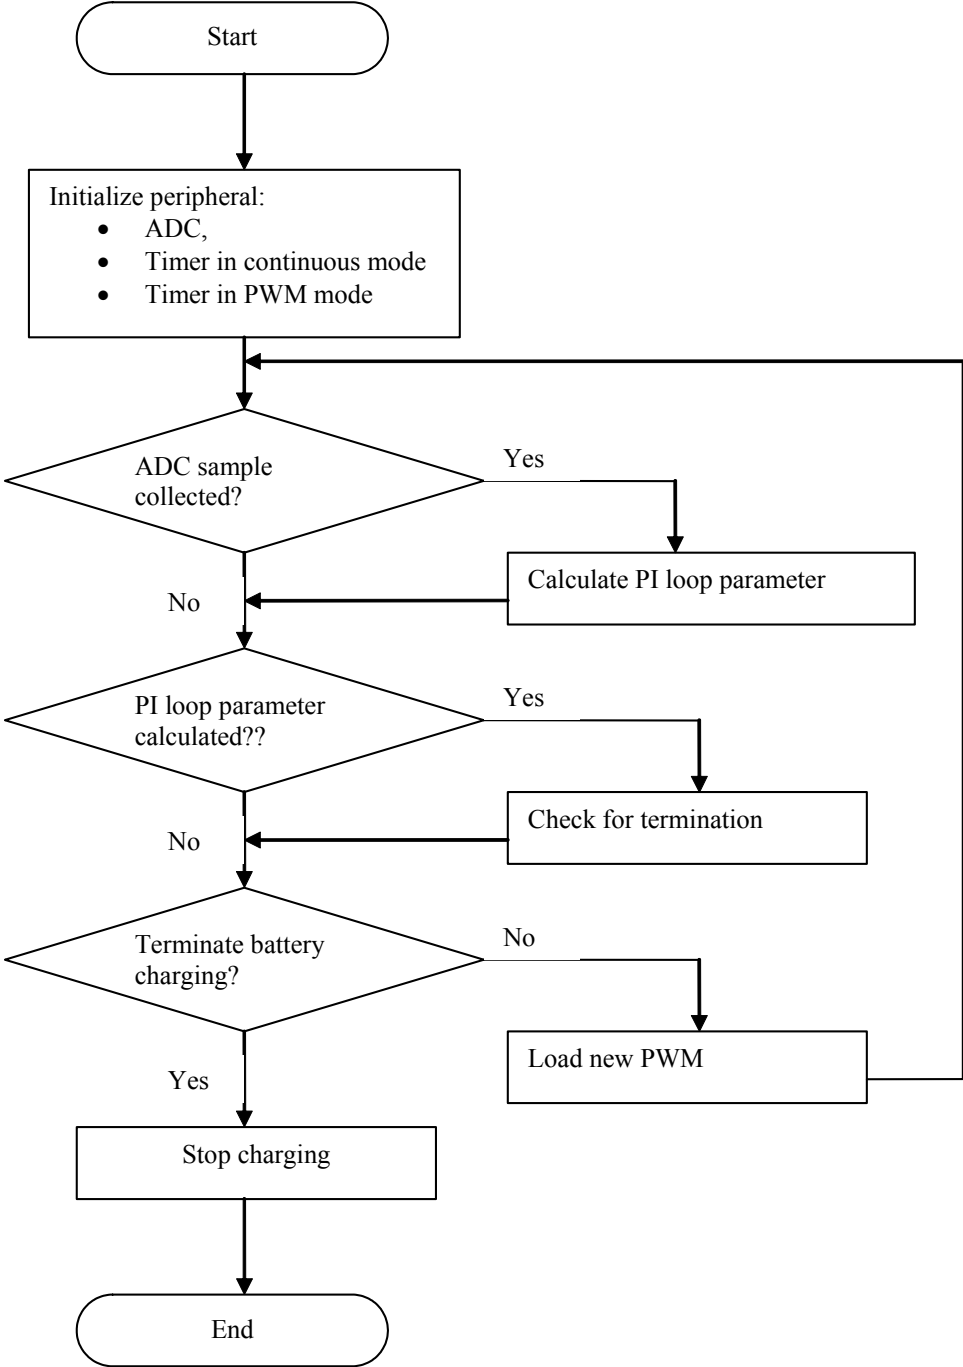 Start
Initialize peripheral:
• ADC,
• Timer in continuous mode
• Timer in PWM mode
ADC sample
collected?
Yes
Calculate PI loop parameter
No
PI loop parameter
calculated??
Yes
Check for termination
No
Terminate battery
charging?
No
Load new PWM
Yes
Stop charging
End